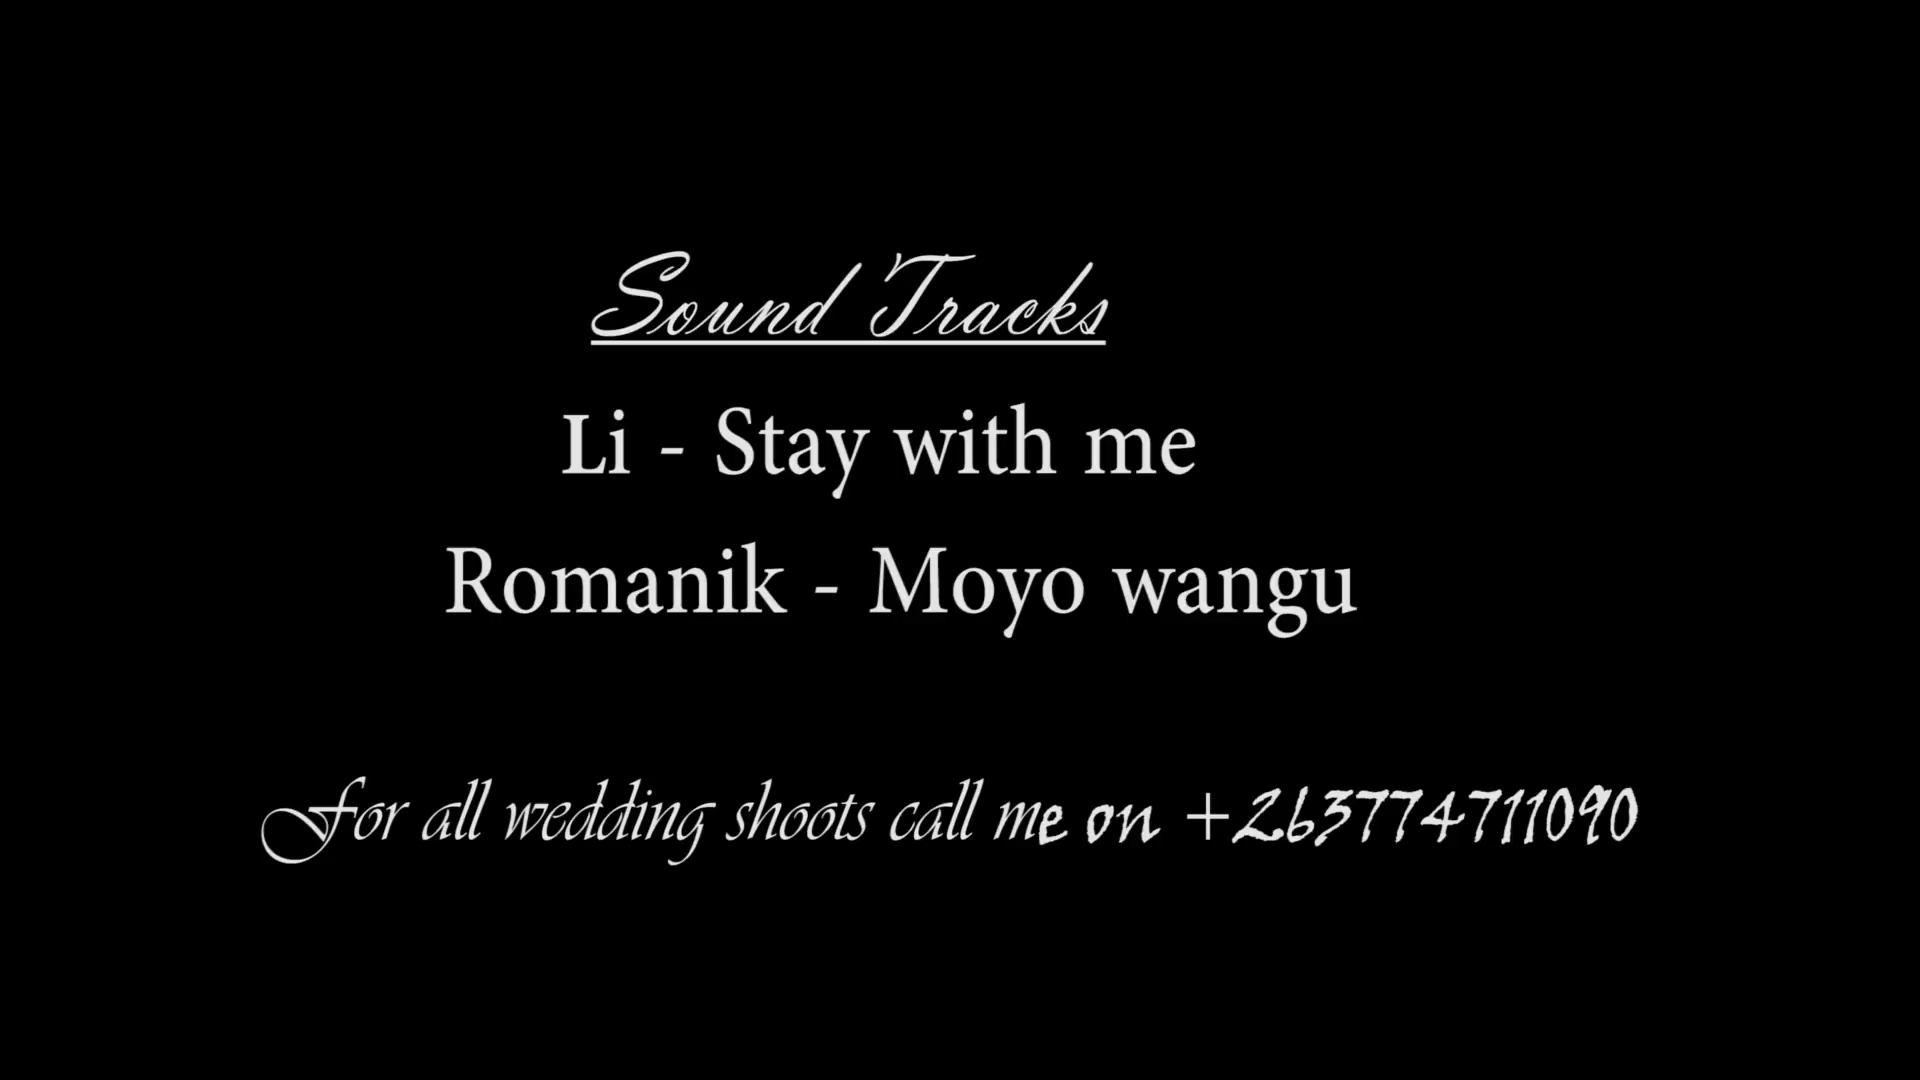 Sound Tracks
Li - Stay with me
Romanik - Moyo wangu
For all wedding shoots call me on +263774711090